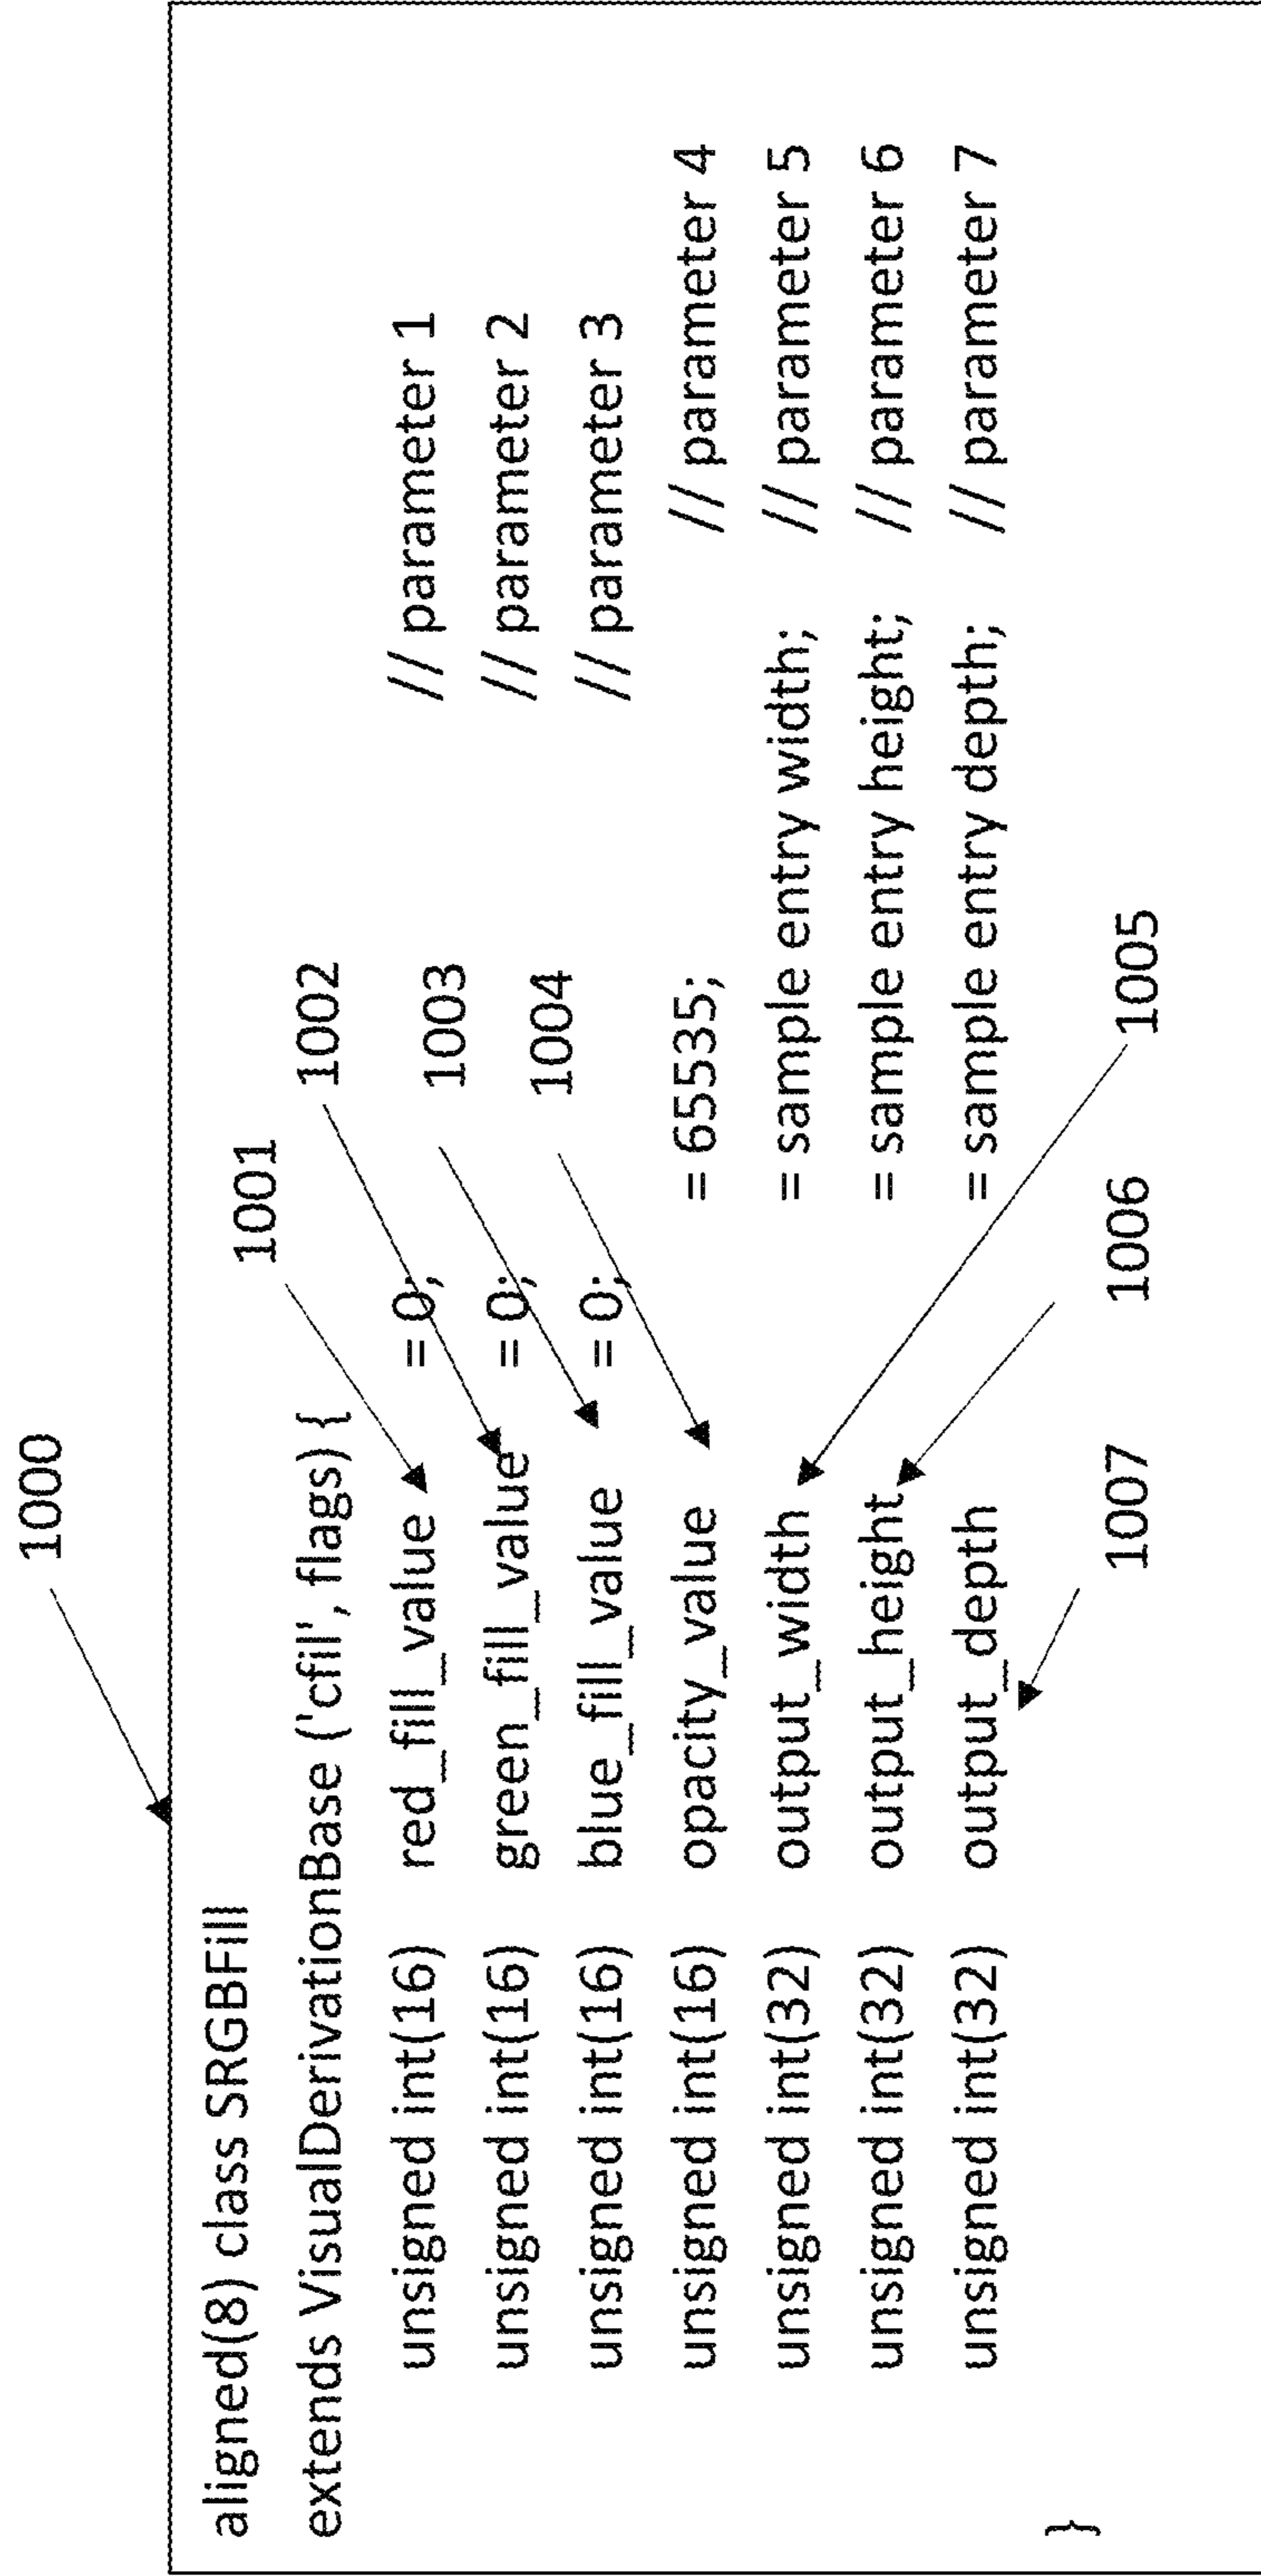 1000
aligned(8) class SRGBFill
1001
extends VisualDerivationBase ('cfil', flags) {
1002
unsigned int(16) red_fill_value = 0; // parameter 1
1003
unsigned int(16) green_fill_value = 0; // parameter 2
1004
unsigned int(16) blue_fill_value = 0; // parameter 3
unsigned int(16) opacity_value = 65535; // parameter 4
unsigned int(32) output_width = sample entry width; // parameter 5
unsigned int(32) output_height = sample entry height; // parameter 6
unsigned int(32) output_depth = sample entry depth; // parameter 7
}
1007
1006
1005